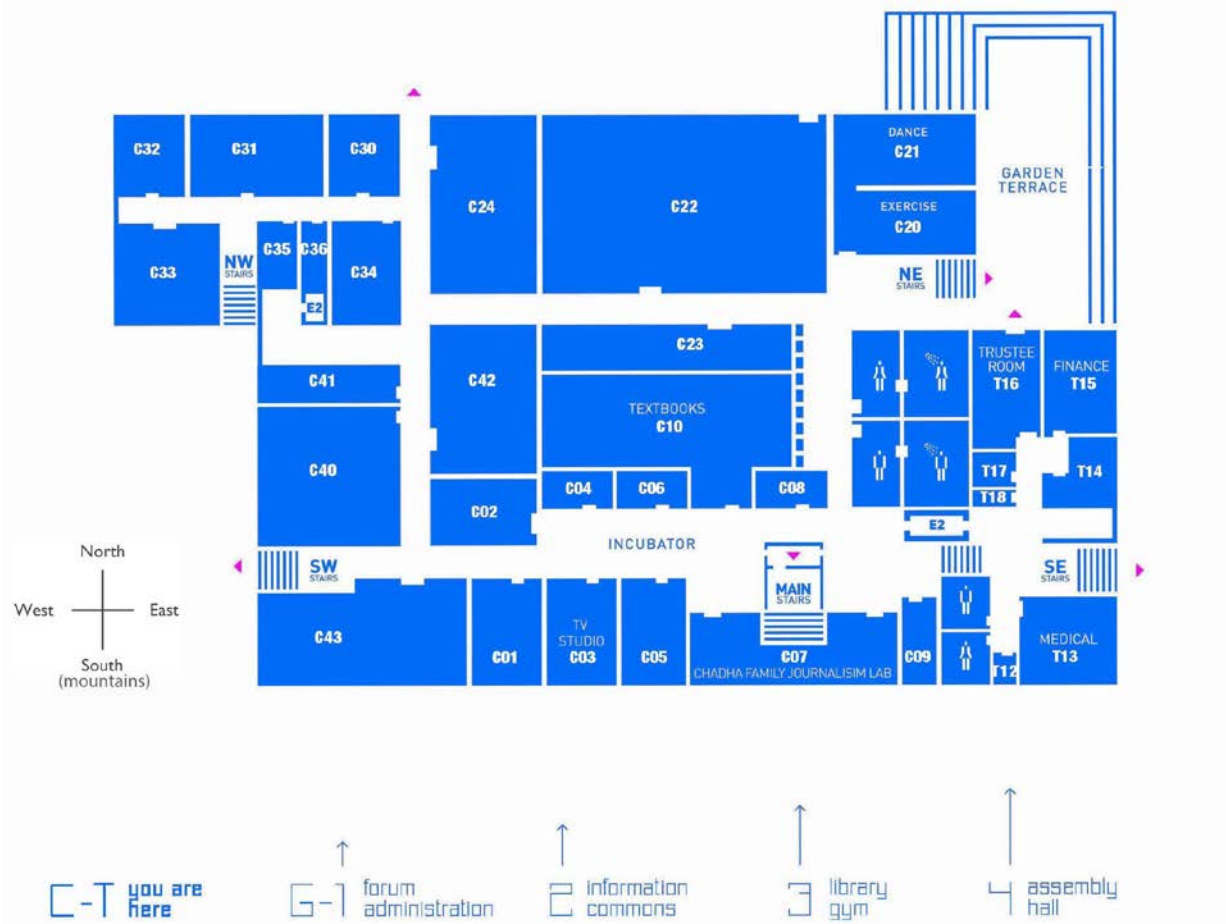 DANCE
C21
GARDEN
TERRACE
C32
C31
C30
C24
C22
EXERCISE
C20
C35
C36
C34
C33
NW
STAIRS
NE
STAIRS
E2
C23
TRUSTEE
ROOM
T16
FINANCE
T15
C41
C42
TEXTBOOKS
C10
C40
T17
T14
C04
C06
C08
T18
C02
E2
INCUBATOR
North
West
East
South
(mountains)
SW
STAIRS
MAIN
STAIRS
SE
STAIRS
C43
C01
TV
STUDIO
C03
C05
C07
CHADHA FAMILY JOURNALISIM LAB
C09
T12
MEDICAL
T13
C-T you are
here
G-1 forum
administration
2 information
commons
3 library
gym
4 assembly
hall